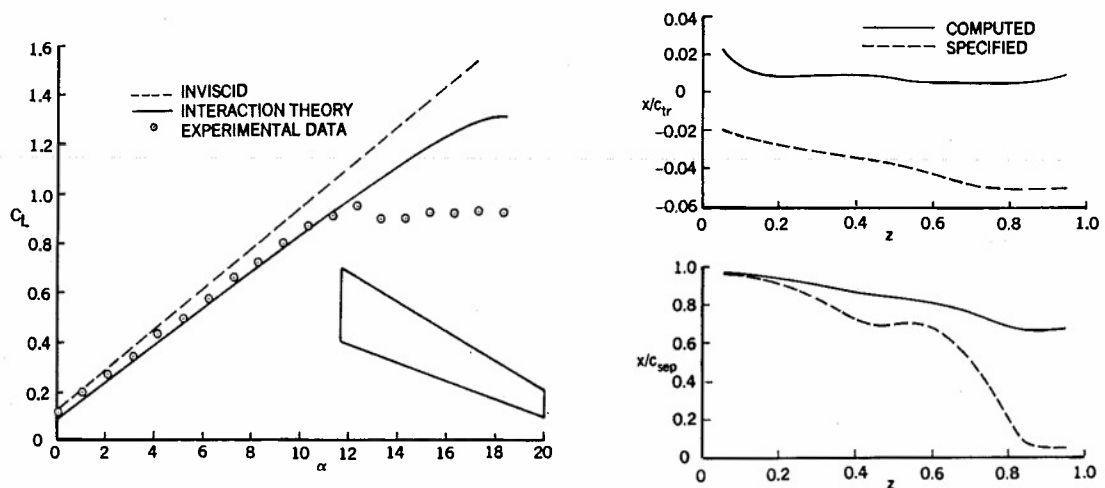 1.6
1.4
1.2
1.0
0.8
0.6
0.4
0.2
0
C_L
INVISCID
INTERACTION THEORY
EXPERIMENTAL DATA
0 2 4 6 8 10 12 14 16 18 20
α
0.04
0.02
0
-0.02
-0.04
-0.06
x/c_tr
COMPUTED
SPECIFIED
0 0.2 0.4 0.6 0.8 1.0
z
1.0
0.8
0.6
0.4
0.2
0
x/c_sep
0 0.2 0.4 0.6 0.8 1.0
z